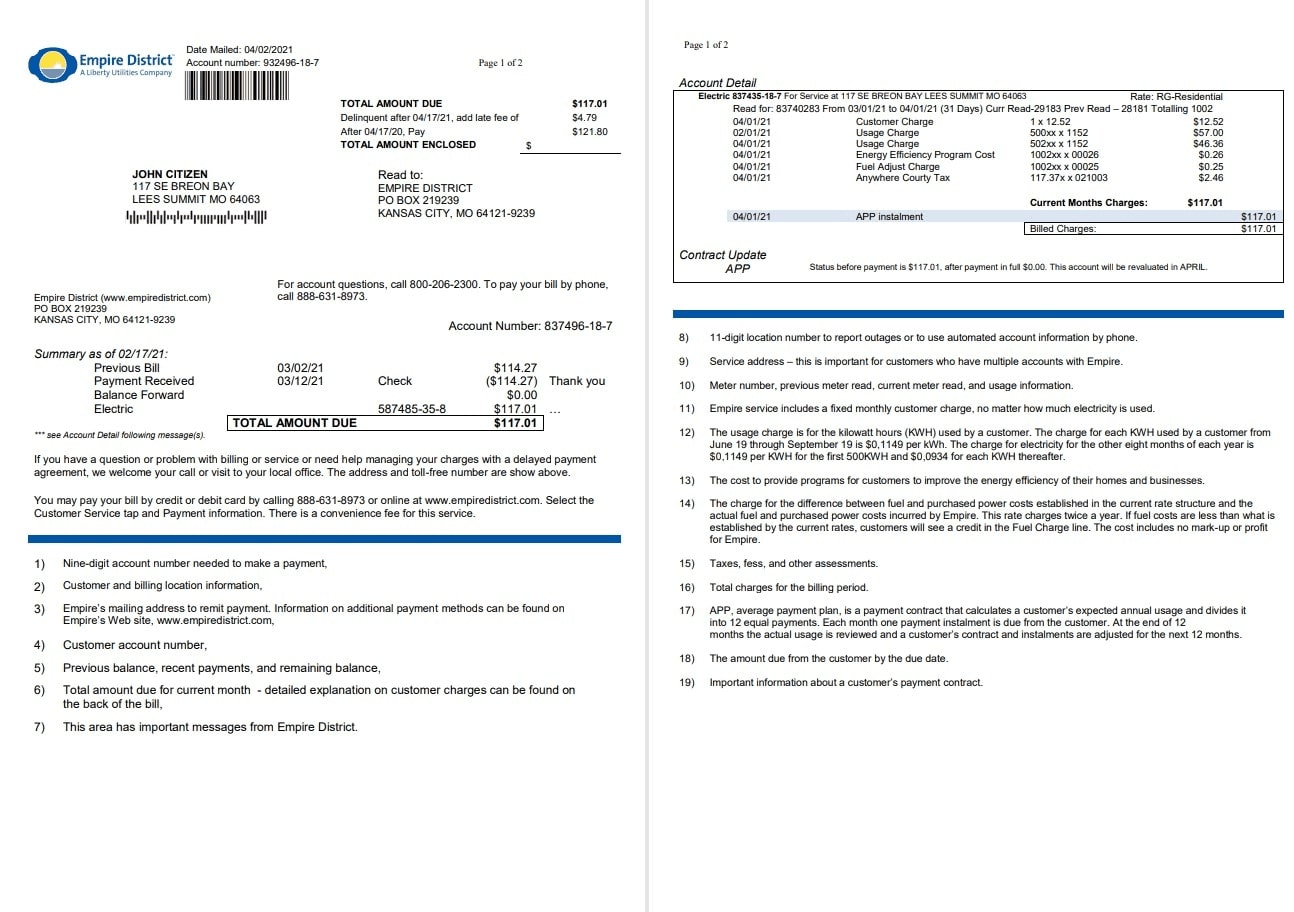 Empire District
A Liberty Utilities Company
Date Mailed: 04/02/2021
Account number: 932496-18-7
Page 1 of 2
TOTAL AMOUNT DUE $117.01
Delinquent after 04/17/21, add late fee of $4.79
After 04/17/20, Pay $121.80
TOTAL AMOUNT ENCLOSED $
JOHN CITIZEN
117 SE BREON BAY
LEES SUMMIT MO 64063
Read to:
EMPIRE DISTRICT
PO BOX 219239
KANSAS CITY, MO 64121-9239
For account questions, call 800-206-2300. To pay your bill by phone,
call 888-631-8973.
Empire District (www.empiredistrict.com)
PO BOX 219239
KANSAS CITY, MO 64121-9239
Account Number: 837496-18-7
Summary as of 02/17/21:
Previous Bill 03/02/21 $114.27
Payment Received 03/12/21 Check ($114.27) Thank you
Balance Forward $0.00
Electric 587485-35-8 $117.01 …
TOTAL AMOUNT DUE $117.01
*** see Account Detail following message(s).
If you have a question or problem with billing or service or need help managing your charges with a delayed payment
agreement, we welcome your call or visit to your local office. The address and toll-free number are show above.
You may pay your bill by credit or debit card by calling 888-631-8973 or online at www.empiredistrict.com. Select the
Customer Service tap and Payment information. There is a convenience fee for this service.
1) Nine-digit account number needed to make a payment,
2) Customer and billing location information,
3) Empire's mailing address to remit payment. Information on additional payment methods can be found on
Empire's Web site, www.empiredistrict.com,
4) Customer account number,
5) Previous balance, recent payments, and remaining balance,
6) Total amount due for current month - detailed explanation on customer charges can be found on
the back of the bill,
7) This area has important messages from Empire District.
Page 1 of 2
Account Detail
Electric 837435-18-7 For Service at 117 SE BREON BAY LEES SUMMIT MO 64063 Rate: RG-Residential
Read for: 83740283 From 03/01/21 to 04/01/21 (31 Days) Curr Read-29183 Prev Read – 28181 Totalling 1002
04/01/21 Customer Charge 1 x 12.52 $12.52
02/01/21 Usage Charge 500xx x 1152 $57.00
04/01/21 Usage Charge 502xx x 1152 $46.36
04/01/21 Energy Efficiency Program Cost 1002xx x 00026 $0.26
04/01/21 Fuel Adjust Charge 1002xx x 00025 $0.25
04/01/21 Anywhere Courty Tax 117.37x x 021003 $2.46
Current Months Charges: $117.01
04/01/21 APP instalment $117.01
Billed Charges: $117.01
Contract Update
APP Status before payment is $117.01, after payment in full $0.00. This account will be revaluated in APRIL.
8) 11-digit location number to report outages or to use automated account information by phone.
9) Service address – this is important for customers who have multiple accounts with Empire.
10) Meter number, previous meter read, current meter read, and usage information.
11) Empire service includes a fixed monthly customer charge, no matter how much electricity is used.
12) The usage charge is for the kilowatt hours (KWH) used by a customer. The charge for each KWH used by a customer from
June 19 through September 19 is $0,1149 per kWh. The charge for electricity for the other eight months of each year is
$0,1149 per KWH for the first 500KWH and $0,0934 for each KWH thereafter.
13) The cost to provide programs for customers to improve the energy efficiency of their homes and businesses.
14) The charge for the difference between fuel and purchased power costs established in the current rate structure and the
actual fuel and purchased power costs incurred by Empire. This rate charges twice a year. If fuel costs are less than what is
established by the current rates, customers will see a credit in the Fuel Charge line. The cost includes no mark-up or profit
for Empire.
15) Taxes, fess, and other assessments.
16) Total charges for the billing period.
17) APP, average payment plan, is a payment contract that calculates a customer's expected annual usage and divides it
into 12 equal payments. Each month one payment instalment is due from the customer. At the end of 12
months the actual usage is reviewed and a customer's contract and instalments are adjusted for the next 12 months.
18) The amount due from the customer by the due date.
19) Important information about a customer's payment contract.